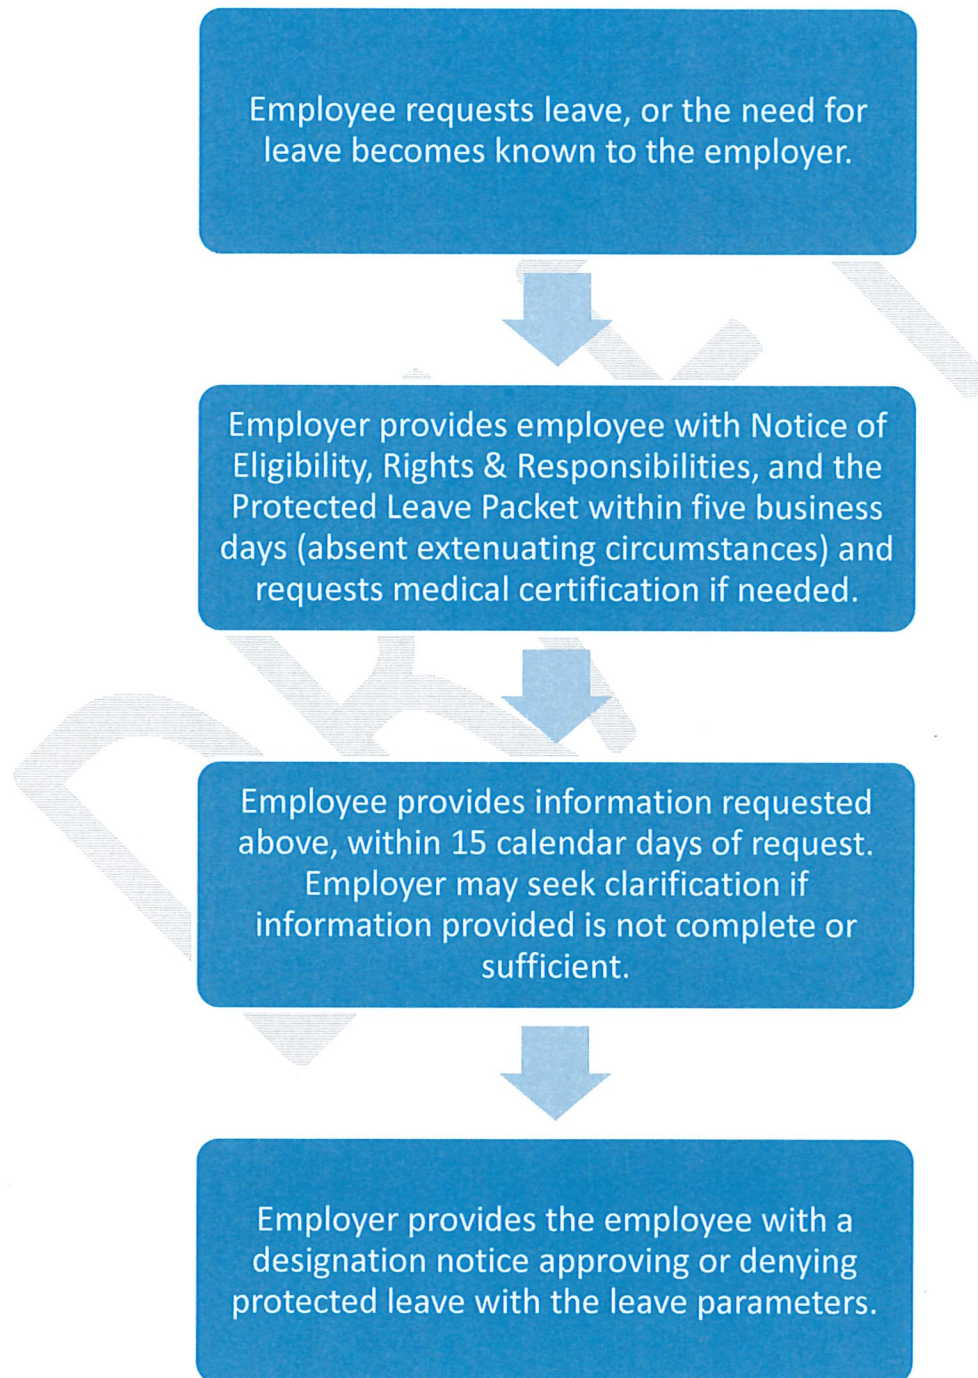 Employee requests leave, or the need for
leave becomes known to the employer.
Employer provides employee with Notice of
Eligibility, Rights & Responsibilities, and the
Protected Leave Packet within five business
days (absent extenuating circumstances) and
requests medical certification if needed.
Employee provides information requested
above, within 15 calendar days of request.
Employer may seek clarification if
information provided is not complete or
sufficient.
Employer provides the employee with a
designation notice approving or denying
protected leave with the leave parameters.